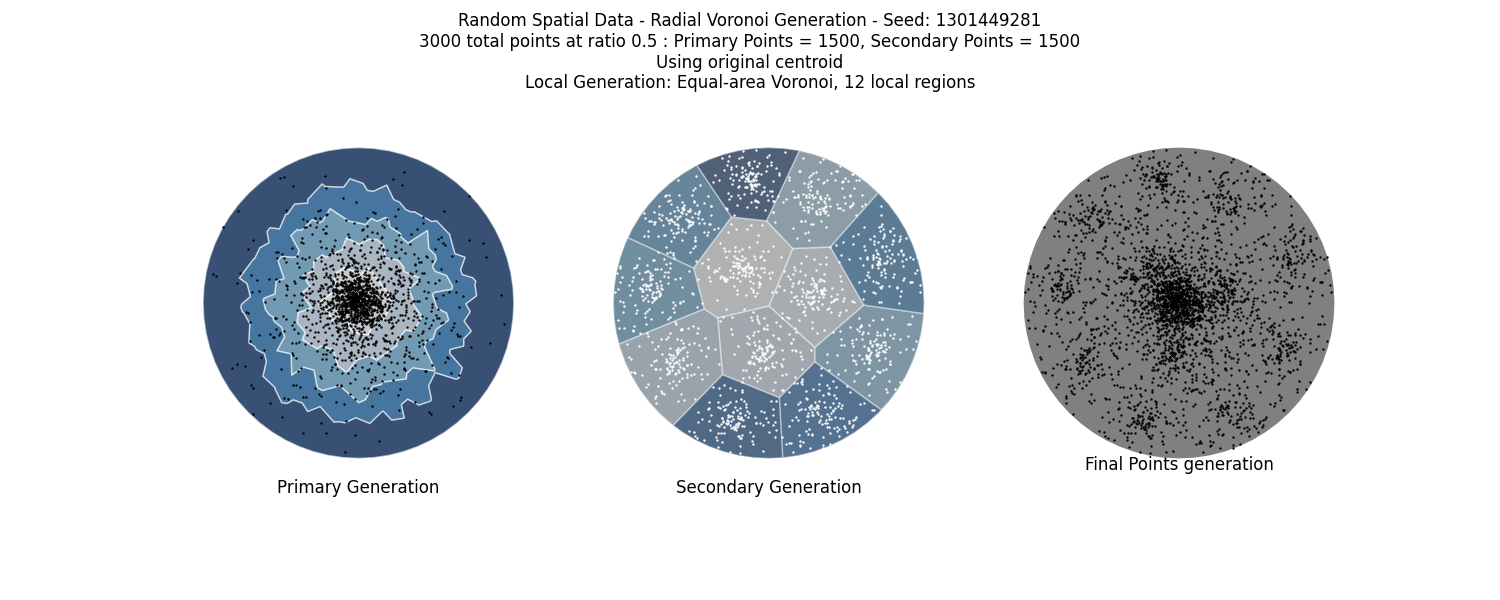 Random Spatial Data - Radial Voronoi Generation - Seed: 1301449281
3000 total points at ratio 0.5 : Primary Points = 1500, Secondary Points = 1500
Using original centroid
Local Generation: Equal-area Voronoi, 12 local regions
Primary Generation
Secondary Generation
Final Points generation